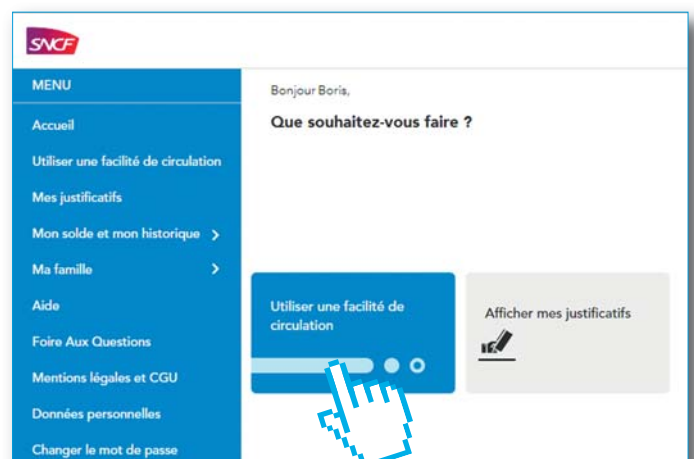 SNCF
MENU
Accueil
Utiliser une facilité de circulation
Mes justificatifs
Mon solde et mon historique
Ma famille
Aide
Foire Aux Questions
Mentions légales et CGU
Données personnelles
Changer le mot de passe
Bonjour Boris,
Que souhaitez-vous faire ?
Utiliser une facilité de
circulation
Afficher mes justificatifs